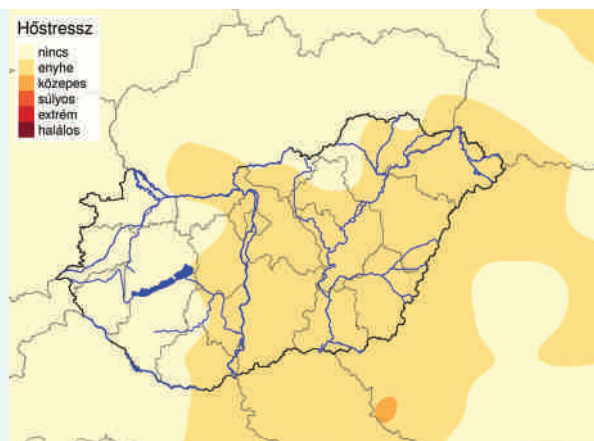 Hőstressz
nincs
enyhe
közepes
súlyos
extrém
halálos